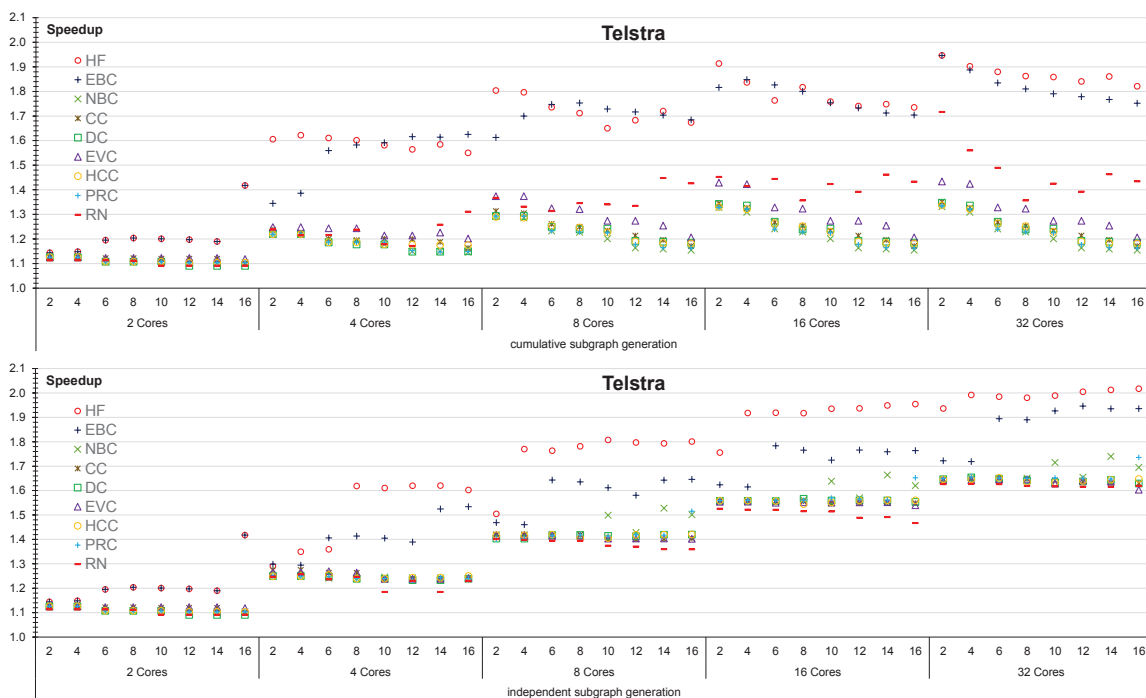 2.1
Speedup
Telstra
2.0
HF
1.9
EBC
1.8
NBC
1.7
CC
1.6
DC
1.5
EVC
1.4
HCC
1.3
PRC
1.2
RN
1.1
1.0
2 4 6 8 10 12 14 16 2 4 6 8 10 12 14 16 2 4 6 8 10 12 14 16 2 4 6 8 10 12 14 16 2 4 6 8 10 12 14 16
2 Cores 4 Cores 8 Cores 16 Cores 32 Cores
cumulative subgraph generation
2.1
Speedup
Telstra
2.0
HF
1.9
EBC
1.8
NBC
1.7
CC
1.6
DC
1.5
EVC
1.4
HCC
1.3
PRC
1.2
RN
1.1
1.0
2 4 6 8 10 12 14 16 2 4 6 8 10 12 14 16 2 4 6 8 10 12 14 16 2 4 6 8 10 12 14 16 2 4 6 8 10 12 14 16
2 Cores 4 Cores 8 Cores 16 Cores 32 Cores
independent subgraph generation